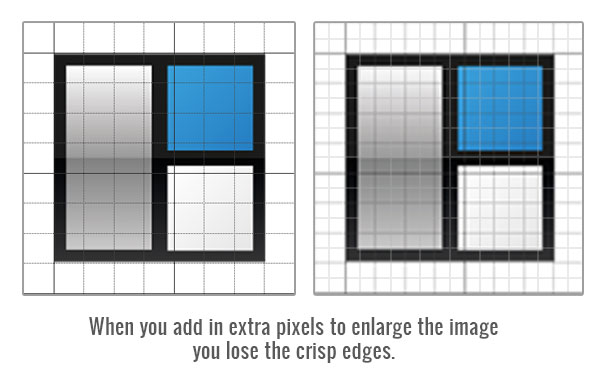 When you add in extra pixels to enlarge the image
you lose the crisp edges.